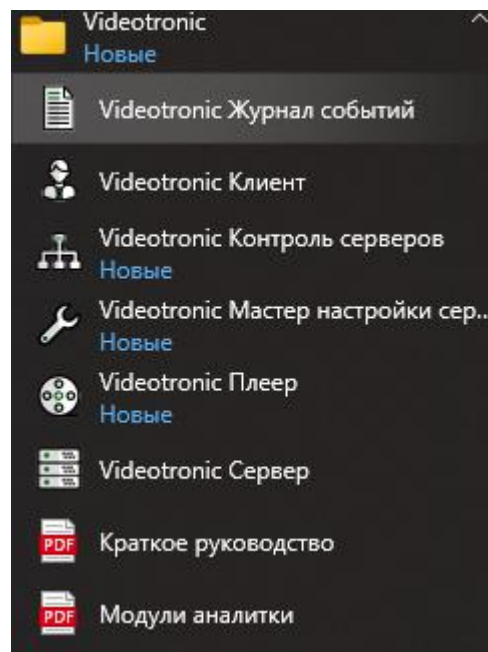 Videotronic
Новые
Videotronic Журнал событий
Videotronic Клиент
Videotronic Контроль серверов
Новые
Videotronic Мастер настройки сер...
Новые
Videotronic Плеер
Новые
Videotronic Сервер
PDF Краткое руководство
PDF Модули аналитки